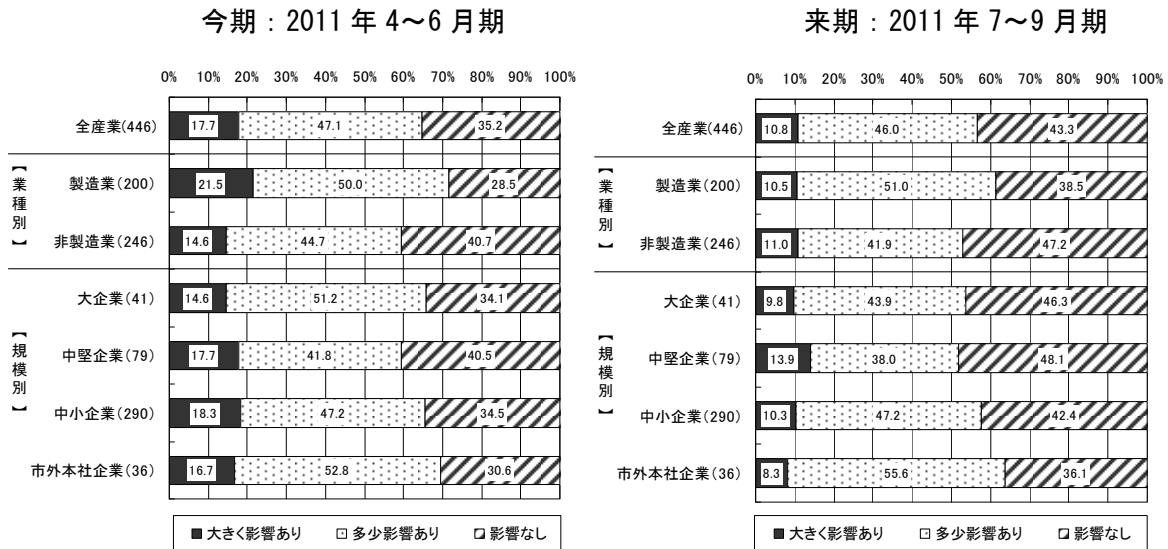 今期：2011 年 4～6 月期
0% 10% 20% 30% 40% 50% 60% 70% 80% 90% 100%
全産業(446) 17.7 47.1 35.2
【業種別】
製造業(200) 21.5 50.0 28.5
非製造業(246) 14.6 44.7 40.7
【規模別】
大企業(41) 14.6 51.2 34.1
中堅企業(79) 17.7 41.8 40.5
中小企業(290) 18.3 47.2 34.5
市外本社企業(36) 16.7 52.8 30.6
大きく影響あり 多少影響あり 影響なし
来期：2011 年 7～9 月期
0% 10% 20% 30% 40% 50% 60% 70% 80% 90% 100%
全産業(446) 10.8 46.0 43.3
【業種別】
製造業(200) 10.5 51.0 38.5
非製造業(246) 11.0 41.9 47.2
【規模別】
大企業(41) 9.8 43.9 46.3
中堅企業(79) 13.9 38.0 48.1
中小企業(290) 10.3 47.2 42.4
市外本社企業(36) 8.3 55.6 36.1
大きく影響あり 多少影響あり 影響なし